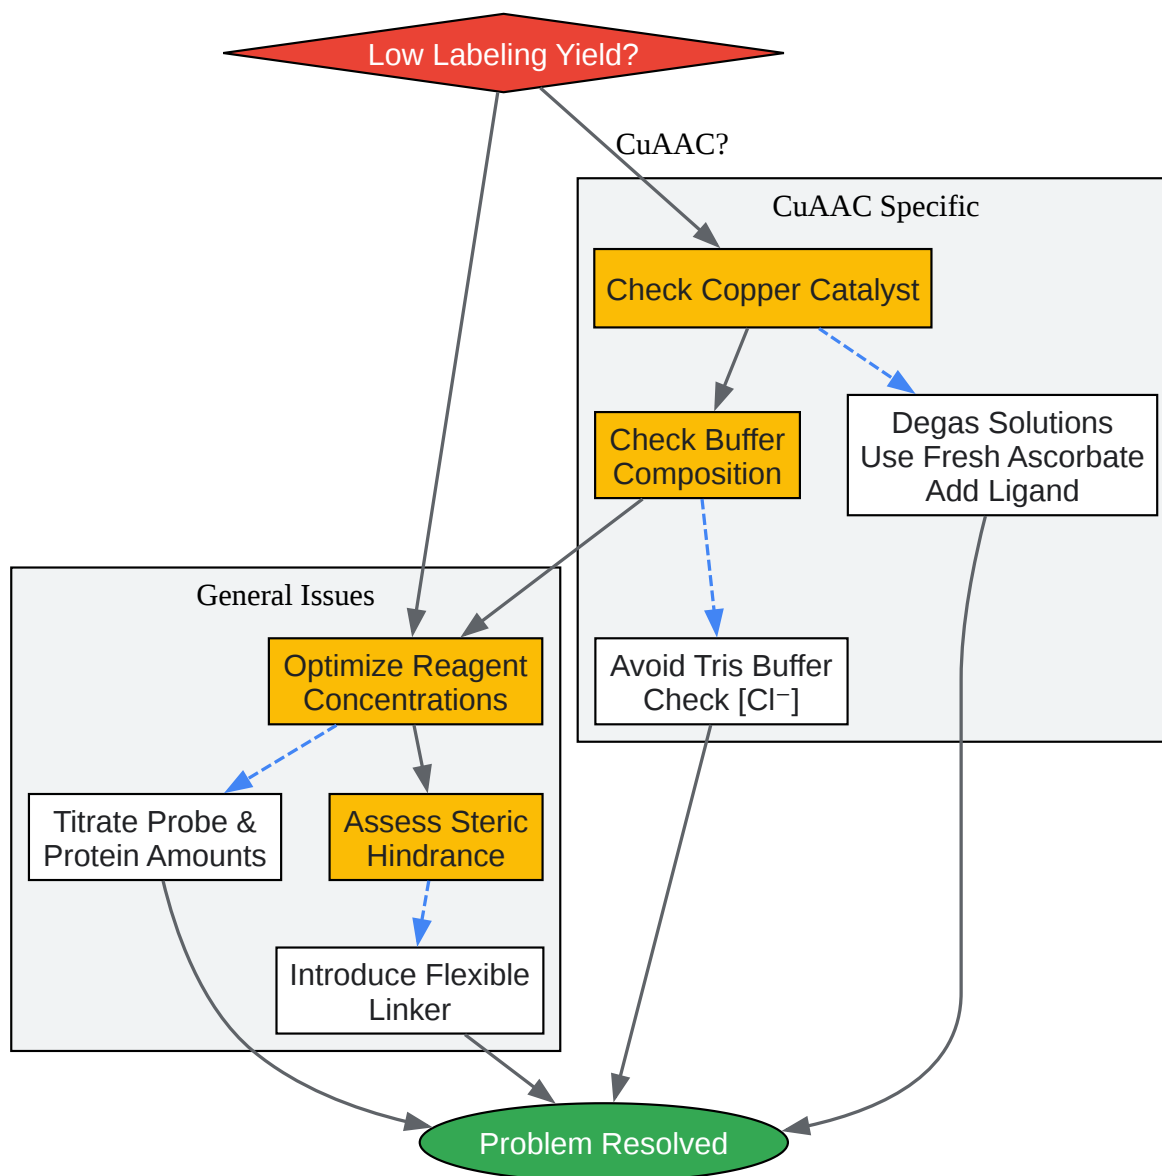 Low Labeling Yield?
CuAAC?
CuAAC Specific
Check Copper Catalyst
Check Buffer
Composition
Degas Solutions
Use Fresh Ascorbate
Add Ligand
General Issues
Optimize Reagent
Concentrations
Avoid Tris Buffer
Check [Cl⁻]
Titrate Probe &
Protein Amounts
Assess Steric
Hindrance
Introduce Flexible
Linker
Problem Resolved